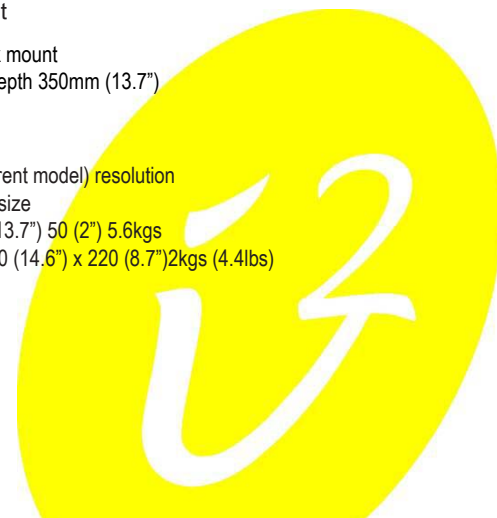 t
mount
epth 350mm (13.7”)
rent model) resolution
size
13.7”) 50 (2”) 5.6kgs
0 (14.6”) x 220 (8.7”)2kgs (4.4lbs)
i2